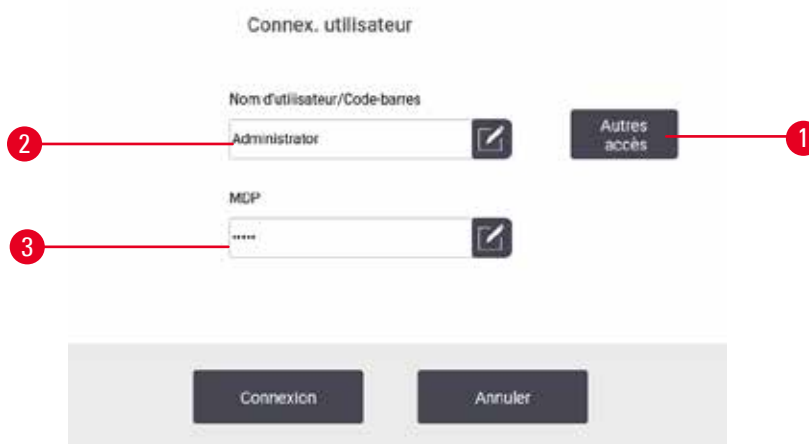 Connex. utilisateur
Nom d'utilisateur/Code-barres
2
Administrator
Autres
accès
1
MDP
3
•••••
Connexion
Annuler